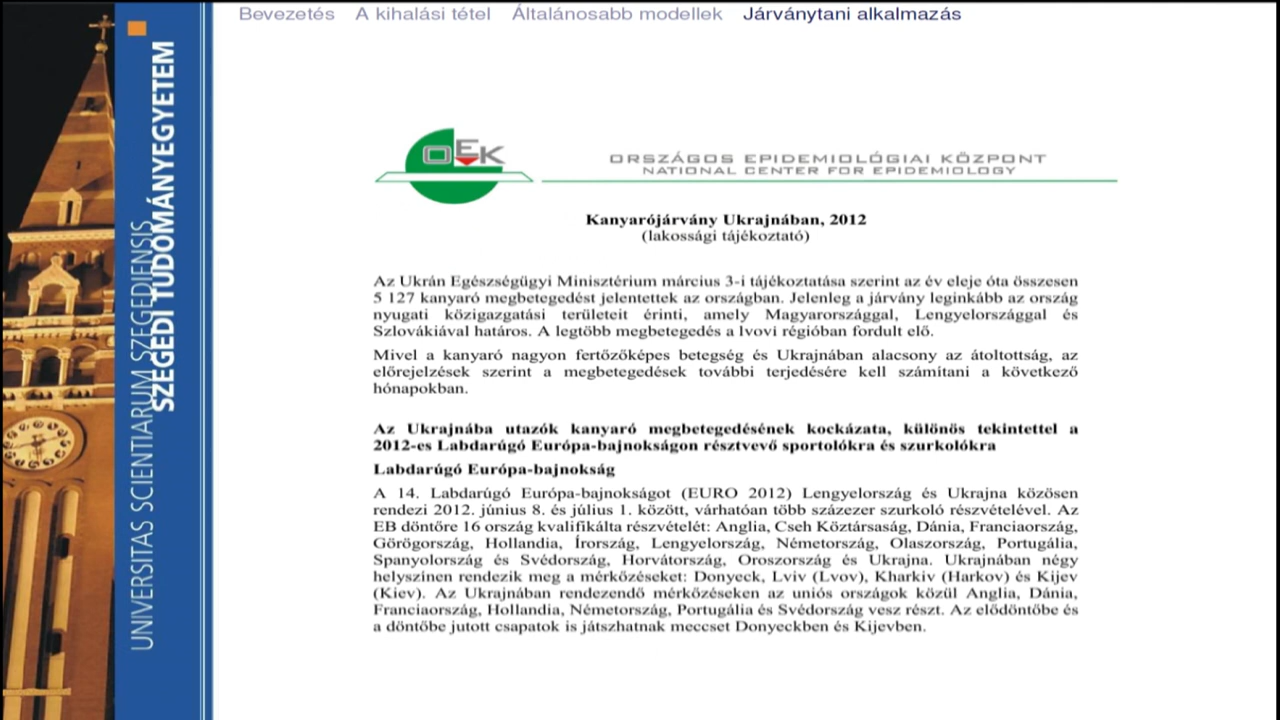 Bevezetés A kihalási tétel Általánosabb modellek Járványtani alkalmazás
UNIVERSITAS SCIENTIARUM SZEGEDIENSIS
SZEGEDI TUDOMÁNYEGYETEM
OEK
ORSZÁGOS EPIDEMIOLÓGIAI KÖZPONT
NATIONAL CENTER FOR EPIDEMIOLOGY
Kanyarójárvány Ukrajnában, 2012
(lakossági tájékoztató)
Az Ukrán Egészségügyi Minisztérium március 3-i tájékoztatása szerint az év eleje óta összesen
5 127 kanyaró megbetegedést jelentettek az országban. Jelenleg a járvány leginkább az ország
nyugati közigazgatási területeit érinti, amely Magyarországgal, Lengyelországgal és
Szlovákiával határos. A legtöbb megbetegedés a lvovi régióban fordult elő.
Mivel a kanyaró nagyon fertőzőképes betegség és Ukrajnában alacsony az átoltottság, az
előrejelzések szerint a megbetegedések további terjedésére kell számítani a következő
hónapokban.
Az Ukrajnába utazók kanyaró megbetegedésének kockázata, különös tekintettel a
2012-es Labdarúgó Európa-bajnokságon résztvevő sportolókra és szurkolókra
Labdarúgó Európa-bajnokság
A 14. Labdarúgó Európa-bajnokságot (EURO 2012) Lengyelország és Ukrajna közösen
rendezi 2012. június 8. és július 1. között, várhatóan több százezer szurkoló részvételével. Az
EB döntőre 16 ország kvalifikálta részvételét: Anglia, Cseh Köztársaság, Dánia, Franciaország,
Görögország, Hollandia, Írország, Lengyelország, Németország, Olaszország, Portugália,
Spanyolország és Svédország, Horvátország, Oroszország és Ukrajna. Ukrajnában négy
helyszínen rendezik meg a mérkőzéseket: Donyeck, Lviv (Lvov), Kharkiv (Harkov) és Kijev
(Kiev). Az Ukrajnában rendezendő mérkőzéseken az uniós országok közül Anglia, Dánia,
Franciaország, Hollandia, Németország, Portugália és Svédország vesz részt. Az elődöntőbe és
a döntőbe jutott csapatok is játszhatnak meccset Donyeckben és Kijevben.